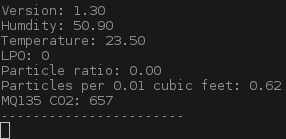 Version: 1.30
Humdity: 50.90
Temperature: 23.50
LPO: 0
Particle ratio: 0.00
Particles per 0.01 cubic feet: 0.62
MQ135 CO2: 657
-----------------------